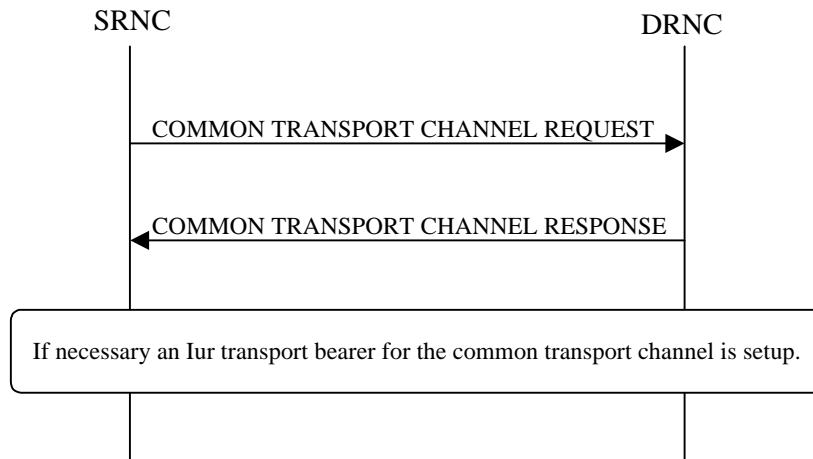 SRNC
DRNC
COMMON TRANSPORT CHANNEL REQUEST
COMMON TRANSPORT CHANNEL RESPONSE
If necessary an Iur transport bearer for the common transport channel is setup.